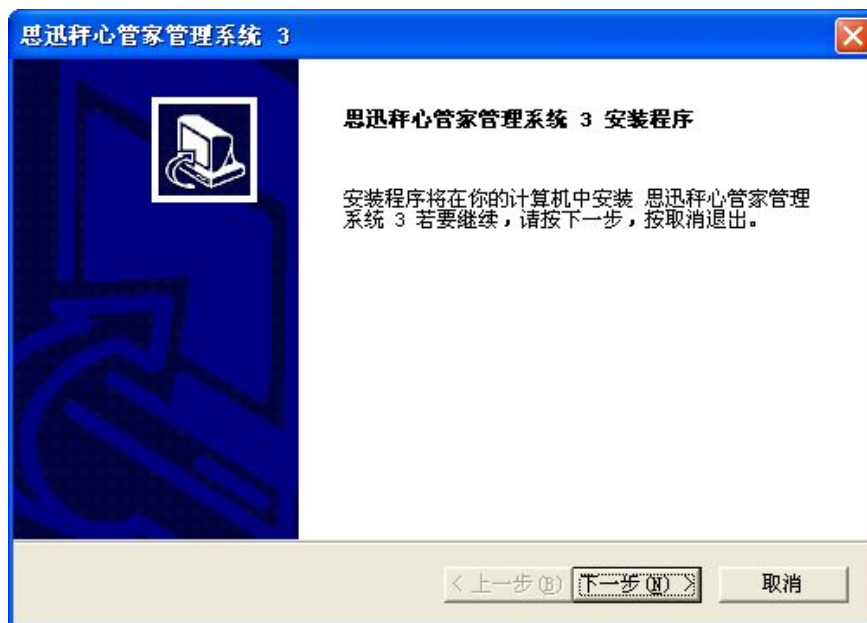 思迅秤心管家管理系统 3
思迅秤心管家管理系统 3 安装程序
安装程序将在你的计算机中安装 思迅秤心管家管理
系统 3 若要继续，请按下一步，按取消退出。
< 上一步(B) 下一步(N) > 取消